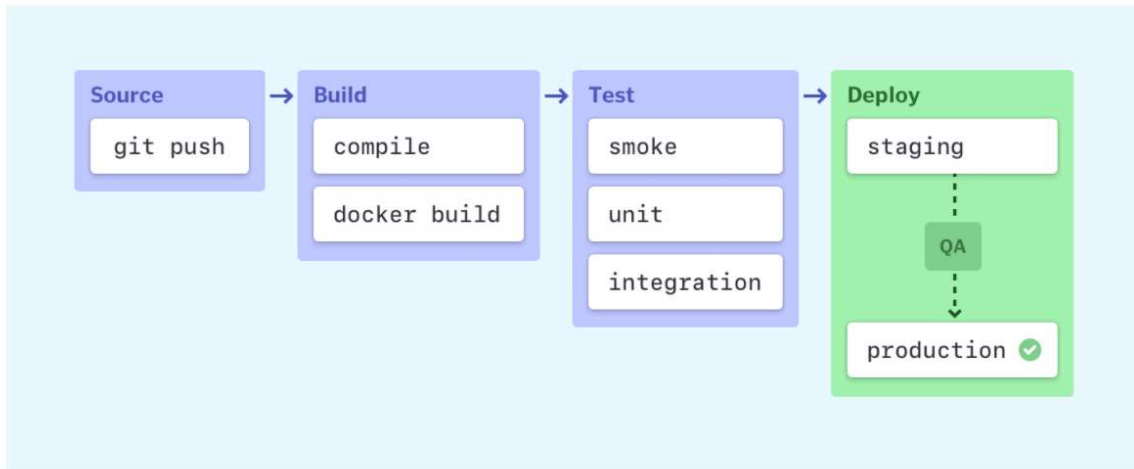 Source
git push
Build
compile
docker build
Test
smoke
unit
integration
Deploy
staging
QA
production